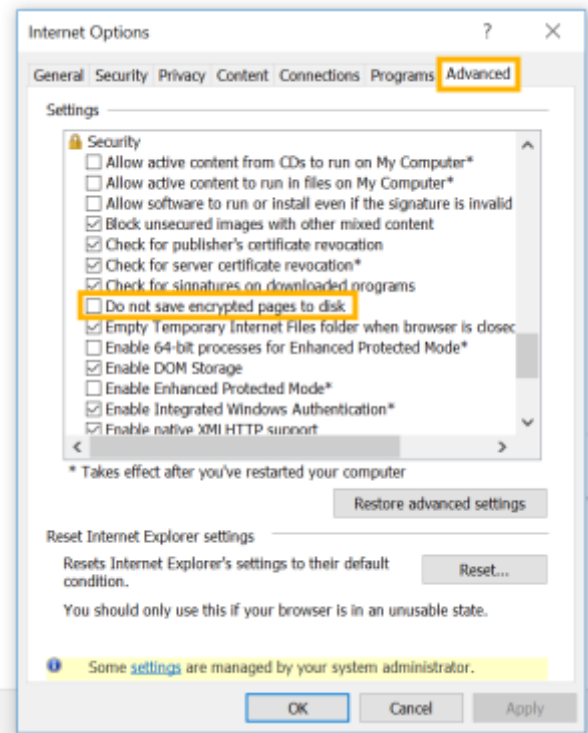 Internet Options
General Security Privacy Content Connections Programs Advanced
Settings
Security
Allow active content from CDs to run on My Computer*
Allow active content to run in files on My Computer*
Allow software to run or install even if the signature is invalid
Block unsecured images with other mixed content
Check for publisher's certificate revocation
Check for server certificate revocation*
Check for signatures on downloaded programs
Do not save encrypted pages to disk
Empty Temporary Internet Files folder when browser is closed
Enable 64-bit processes for Enhanced Protected Mode*
Enable DOM Storage
Enable Enhanced Protected Mode*
Enable Integrated Windows Authentication*
Enable native XMLHTTP support
* Takes effect after you've restarted your computer
Restore advanced settings
Reset Internet Explorer settings
Resets Internet Explorer's settings to their default
condition.
Reset...
You should only use this if your browser is in an unusable state.
Some settings are managed by your system administrator.
OK Cancel Apply